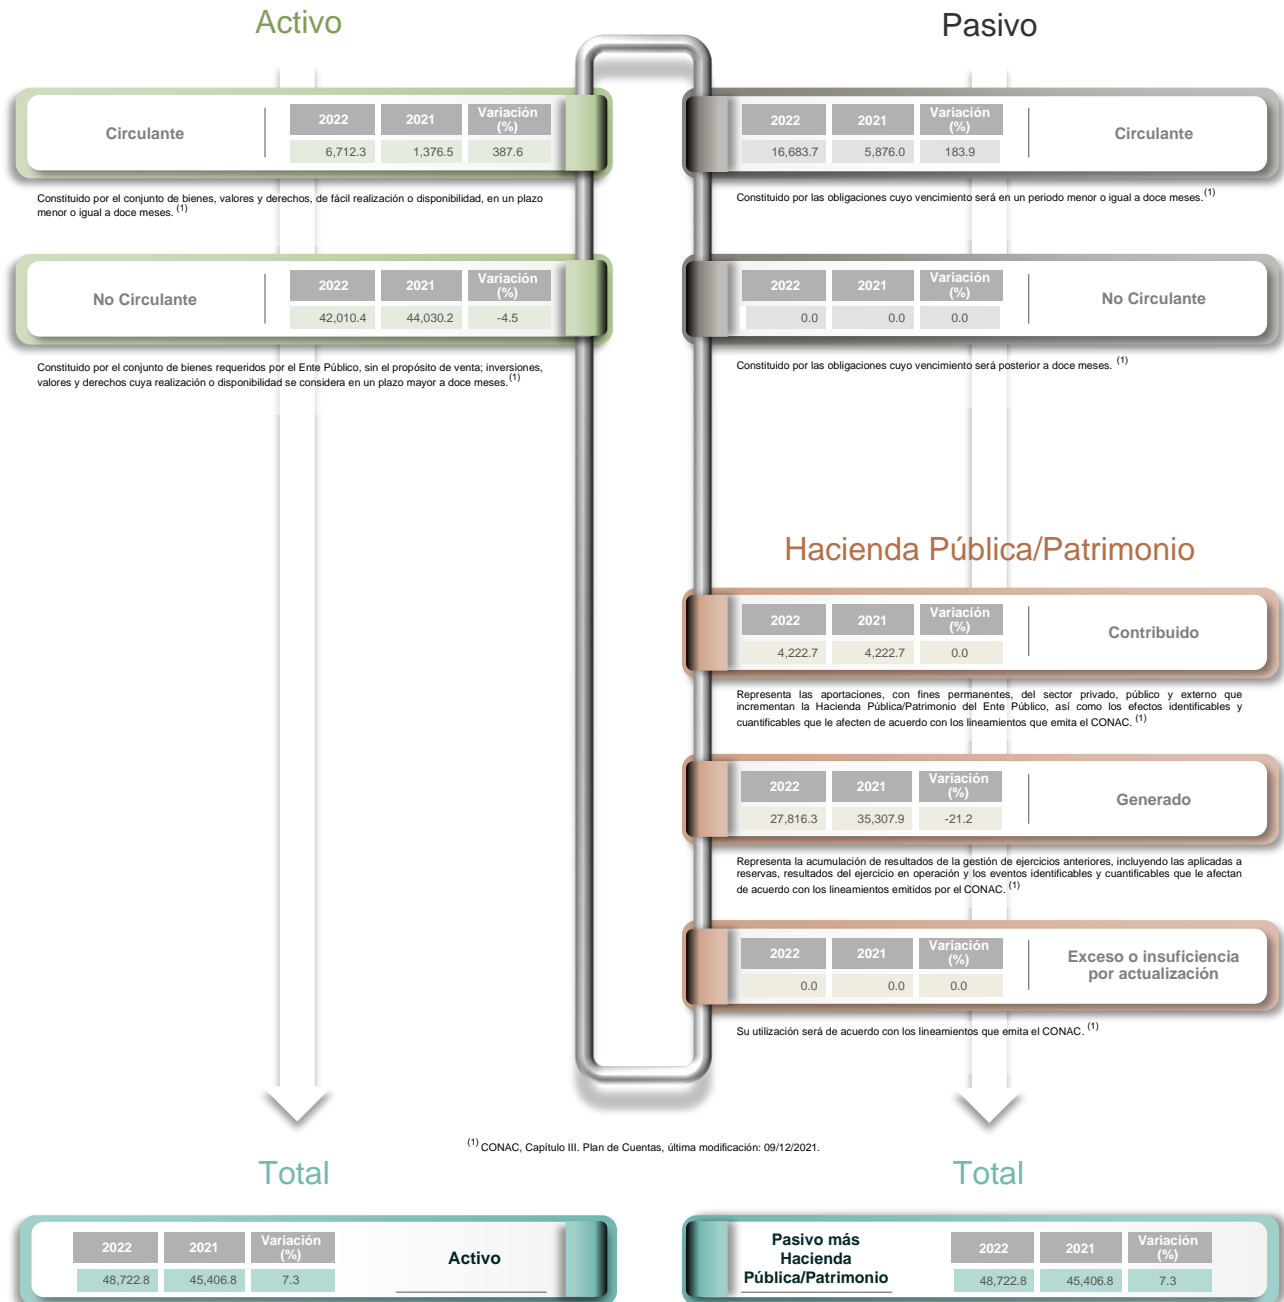 Activo
Circulante
2022 2021 Variación (%)
6,712.3 1,376.5 387.6
Constituido por el conjunto de bienes, valores y derechos, de fácil realización o disponibilidad, en un plazo
menor o igual a doce meses. (1)
No Circulante
2022 2021 Variación (%)
42,010.4 44,030.2 -4.5
Constituido por el conjunto de bienes requeridos por el Ente Público, sin el propósito de venta; inversiones,
valores y derechos cuya realización o disponibilidad se considera en un plazo mayor a doce meses. (1)
Pasivo
2022 2021 Variación (%)
16,683.7 5,876.0 183.9
Circulante
Constituido por las obligaciones cuyo vencimiento será en un periodo menor o igual a doce meses. (1)
2022 2021 Variación (%)
0.0 0.0 0.0
No Circulante
Constituido por las obligaciones cuyo vencimiento será posterior a doce meses. (1)
Hacienda Pública/Patrimonio
2022 2021 Variación (%)
4,222.7 4,222.7 0.0
Contribuido
Representa las aportaciones, con fines permanentes, del sector privado, público y externo que
incrementan la Hacienda Pública/Patrimonio del Ente Público, así como los efectos identificables y
cuantificables que le afecten de acuerdo con los lineamientos que emita el CONAC. (1)
2022 2021 Variación (%)
27,816.3 35,307.9 -21.2
Generado
Representa la acumulación de resultados de la gestión de ejercicios anteriores, incluyendo las aplicadas a
reservas, resultados del ejercicio en operación y los eventos identificables y cuantificables que le afectan
de acuerdo con los lineamientos emitidos por el CONAC. (1)
2022 2021 Variación (%)
0.0 0.0 0.0
Exceso o insuficiencia
por actualización
Su utilización será de acuerdo con los lineamientos que emita el CONAC. (1)
(1) CONAC, Capítulo III. Plan de Cuentas, última modificación: 09/12/2021.
Total
2022 2021 Variación (%)
48,722.8 45,406.8 7.3
Activo
Total
Pasivo más
Hacienda
Pública/Patrimonio
2022 2021 Variación (%)
48,722.8 45,406.8 7.3